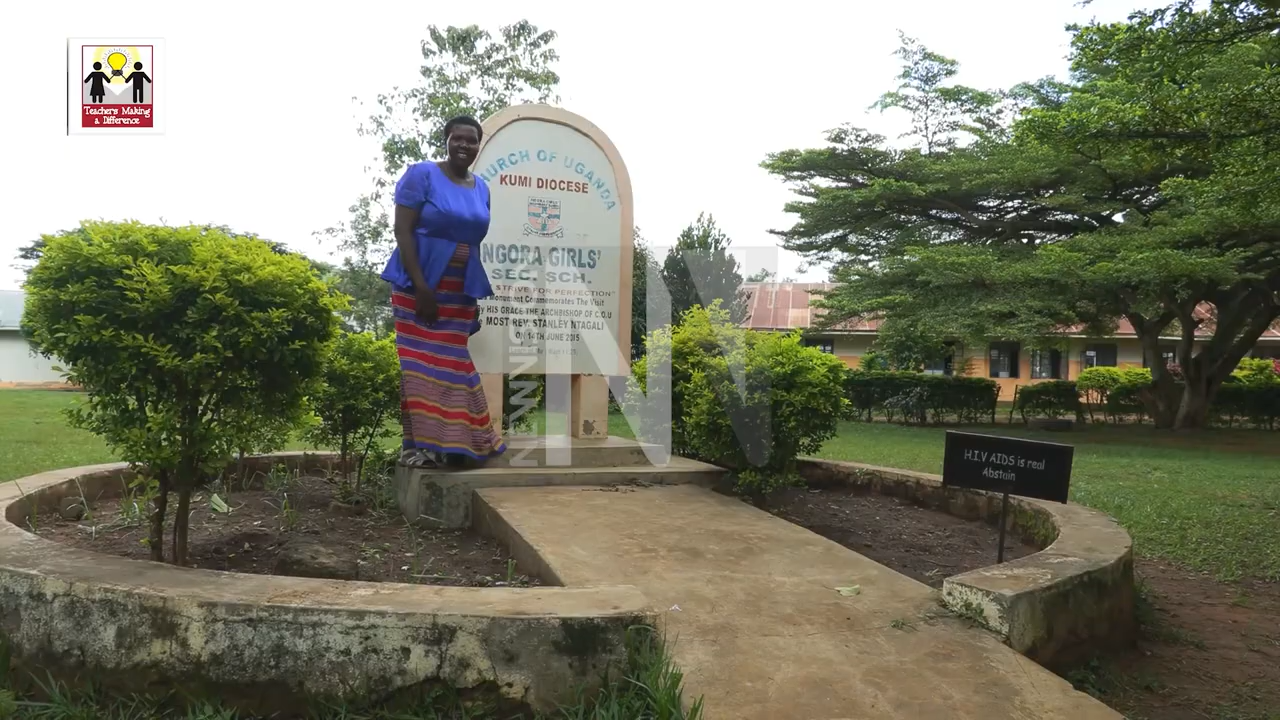 Teachers Making
a Difference
HURCH OF UGANDA
KUMI DIOCESE
NGORA GIRLS'
SEC. SCH.
STRIVE FOR PERFECTION"
Monument Commemorates The Visit
By HIS GRACE THE ARCHBISHOP OF C.O.U
MOST REV. STANLEY NTAGALI
ON 14TH JUNE 2015
H.I.V AIDS is real
Abstain
N